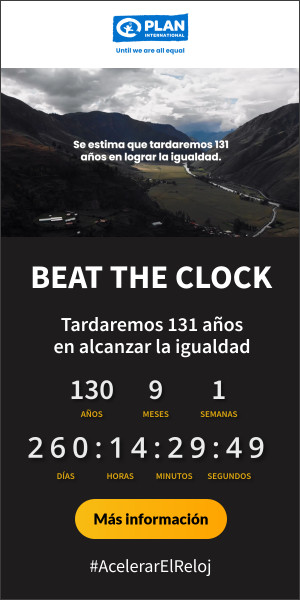 PLAN
INTERNATIONAL
Until we are all equal
Se estima que tardaremos 131
años en lograr la igualdad.
BEAT THE CLOCK
Tardaremos 131 años
en alcanzar la igualdad
130 9 1
AÑOS MESES SEMANAS
260:14:29:49
DÍAS HORAS MINUTOS SEGUNDOS
Más información
#AcelerarElReloj